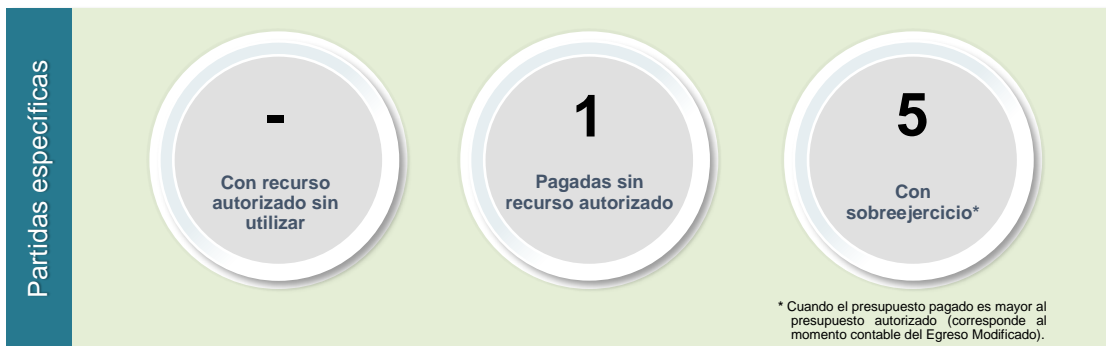 Partidas específicas
-
Con recurso
autorizado sin
utilizar
1
Pagadas sin
recurso autorizado
5
Con
sobreejercicio*
* Cuando el presupuesto pagado es mayor al
presupuesto autorizado (corresponde al
momento contable del Egreso Modificado).